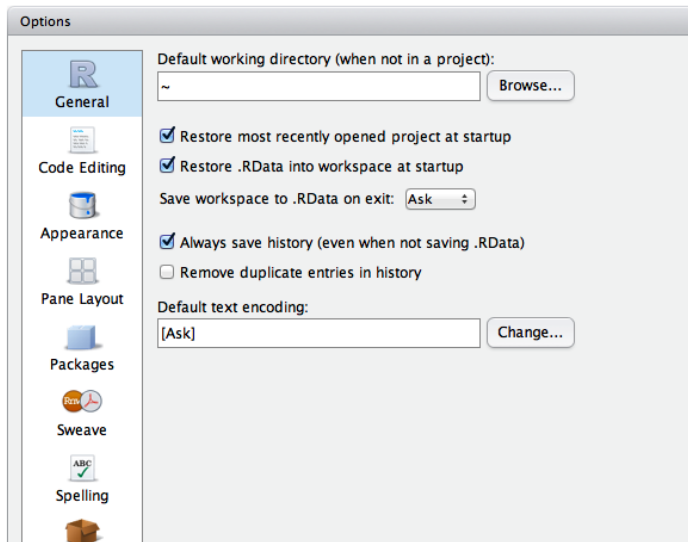 Options
General
Code Editing
Appearance
Pane Layout
Packages
Sweave
ABC
Spelling
Default working directory (when not in a project):
~
Browse...
Restore most recently opened project at startup
Restore .RData into workspace at startup
Save workspace to .RData on exit: Ask
Always save history (even when not saving .RData)
Remove duplicate entries in history
Default text encoding:
[Ask]
Change...